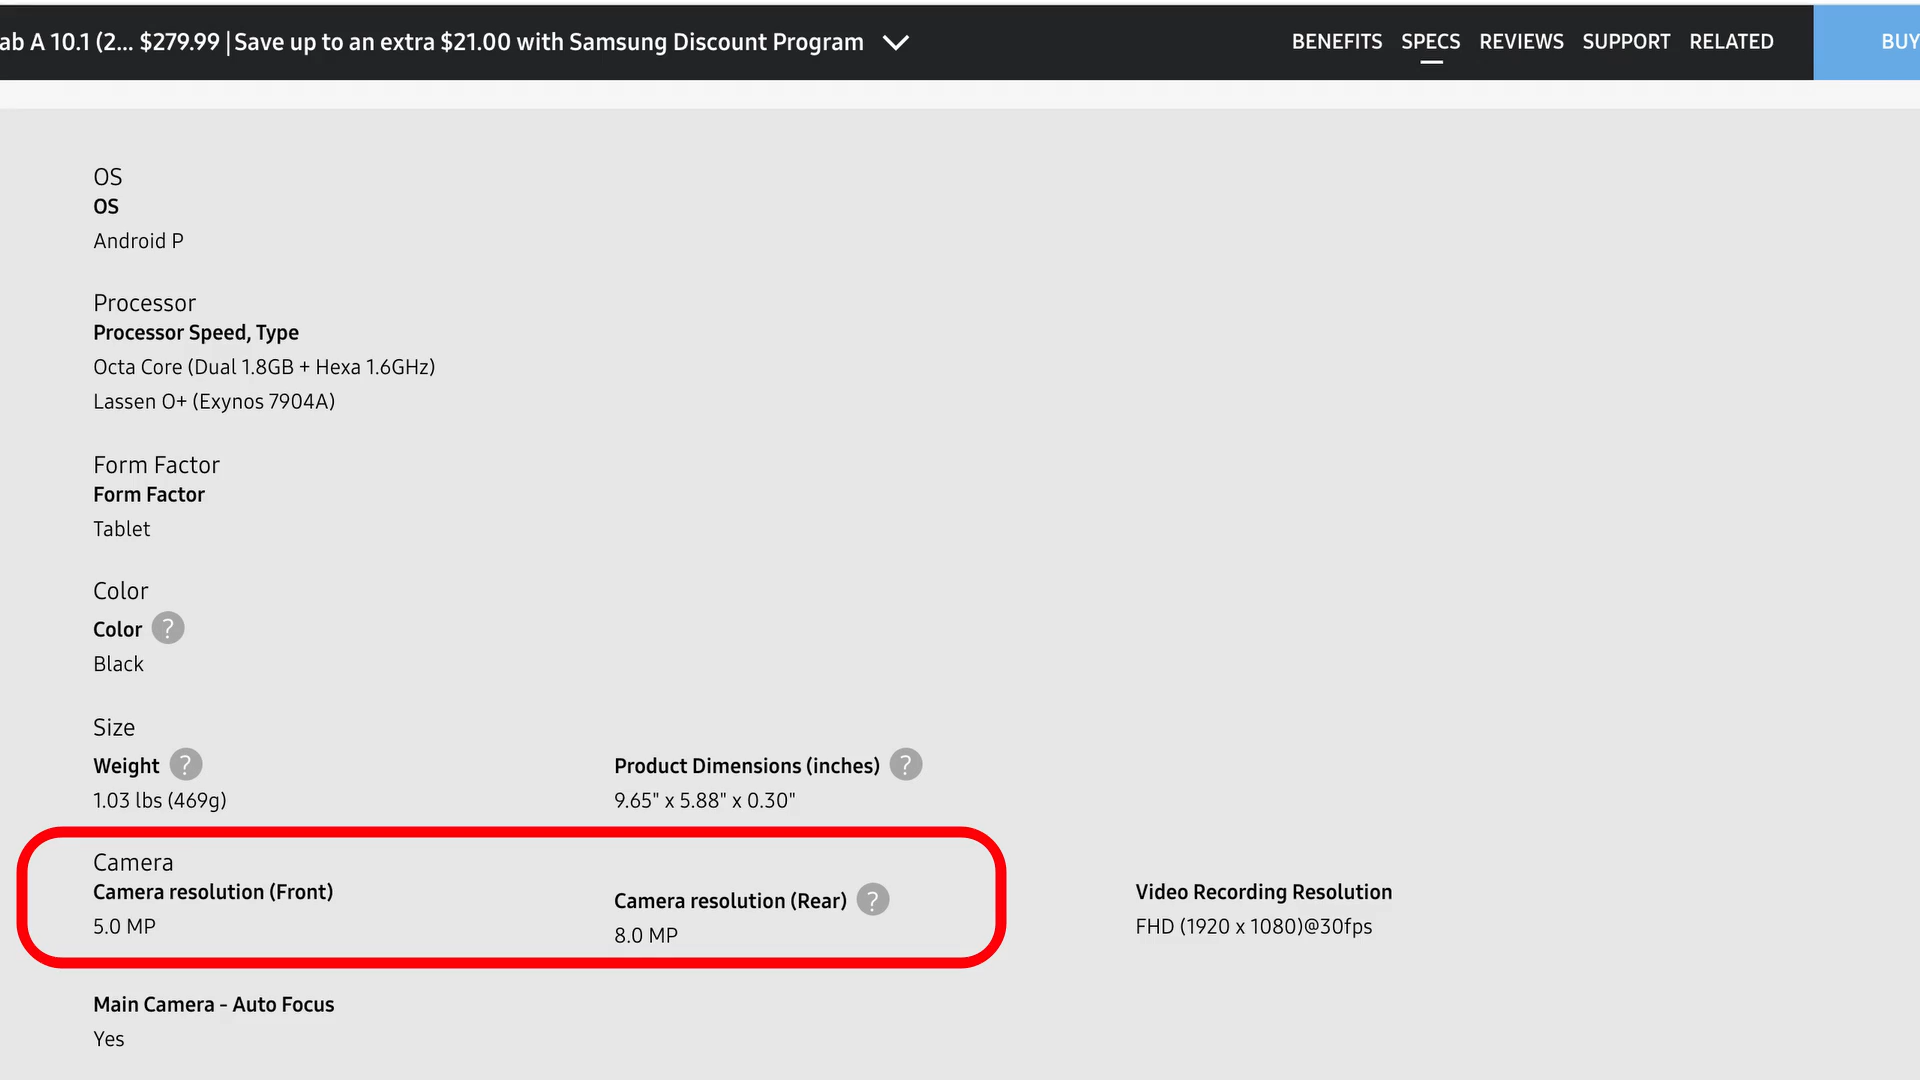 ab A 10.1 (2... $279.99 | Save up to an extra $21.00 with Samsung Discount Program
BENEFITS SPECS REVIEWS SUPPORT RELATED BUY
OS
OS
Android P
Processor
Processor Speed, Type
Octa Core (Dual 1.8GB + Hexa 1.6GHz)
Lassen O+ (Exynos 7904A)
Form Factor
Form Factor
Tablet
Color
Color ?
Black
Size
Weight ?
1.03 lbs (469g)
Product Dimensions (inches) ?
9.65" x 5.88" x 0.30"
Camera
Camera resolution (Front)
5.0 MP
Camera resolution (Rear) ?
8.0 MP
Video Recording Resolution
FHD (1920 x 1080)@30fps
Main Camera - Auto Focus
Yes